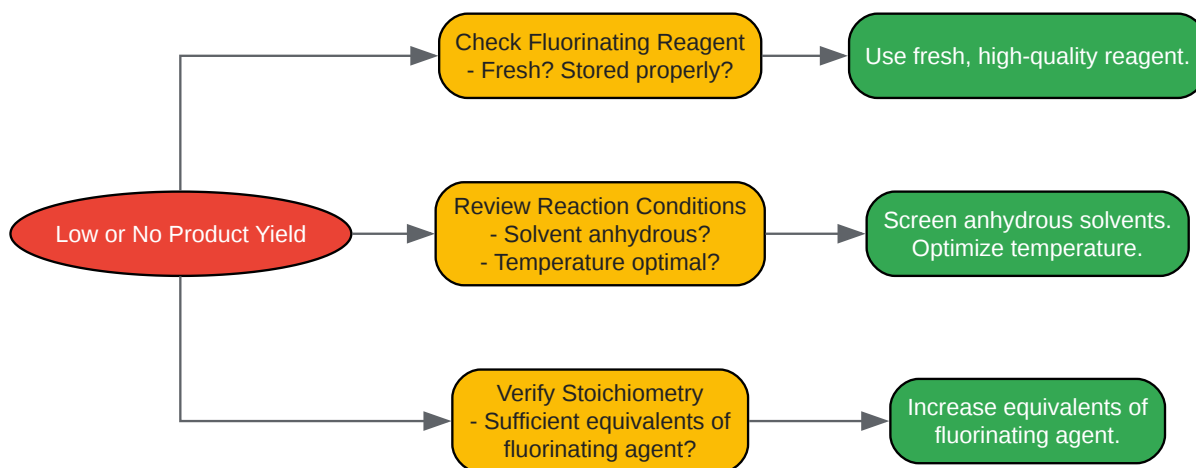 Check Fluorinating Reagent
- Fresh? Stored properly?
Use fresh, high-quality reagent.
Low or No Product Yield
Review Reaction Conditions
- Solvent anhydrous?
- Temperature optimal?
Screen anhydrous solvents.
Optimize temperature.
Verify Stoichiometry
- Sufficient equivalents of
fluorinating agent?
Increase equivalents of
fluorinating agent.